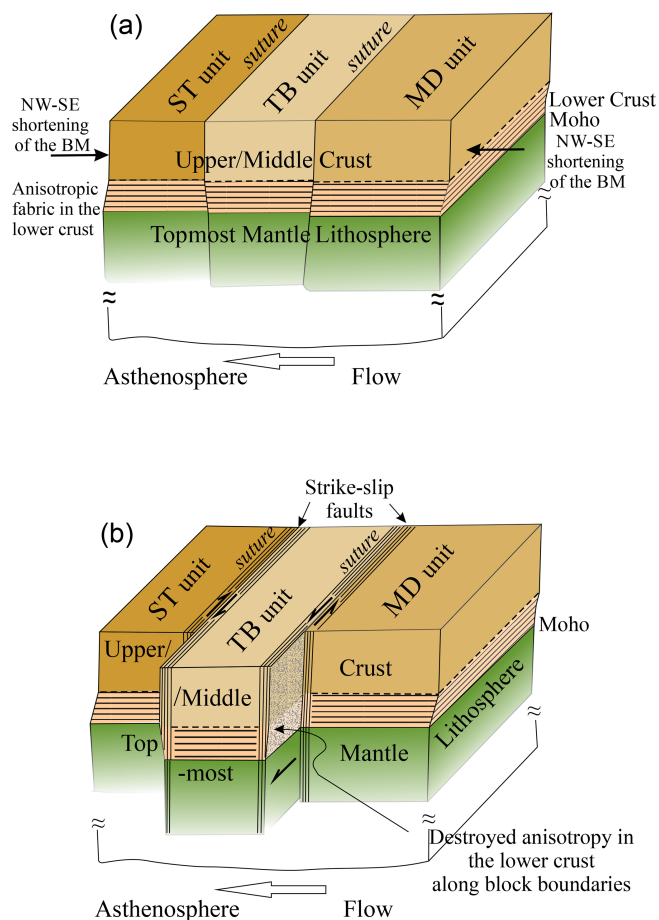 (a)
ST unit
suture
TB unit
suture
MD unit
NW-SE
shortening
of the BM
Lower Crust
Moho
NW-SE
shortening
of the BM
Upper/Middle Crust
Anisotropic
fabric in the
lower crust
Topmost Mantle Lithosphere
≈
≈
≈
Asthenosphere
Flow
(b)
Strike-slip
faults
ST unit
suture
TB unit
suture
MD unit
Upper/
/Middle
Crust
Moho
Top
-most
Mantle
Lithosphere
≈
≈
≈
Destroyed anisotropy in
the lower crust
along block boundaries
Asthenosphere
Flow